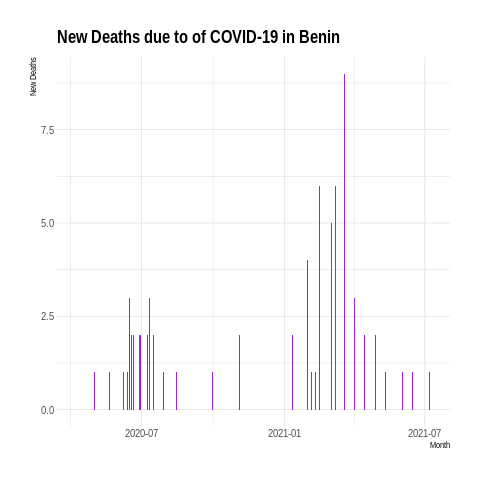 New Deaths due to of COVID-19 in Benin
New Deaths
7.5
5.0
2.5
0.0
2020-07
2021-01
2021-07
Month